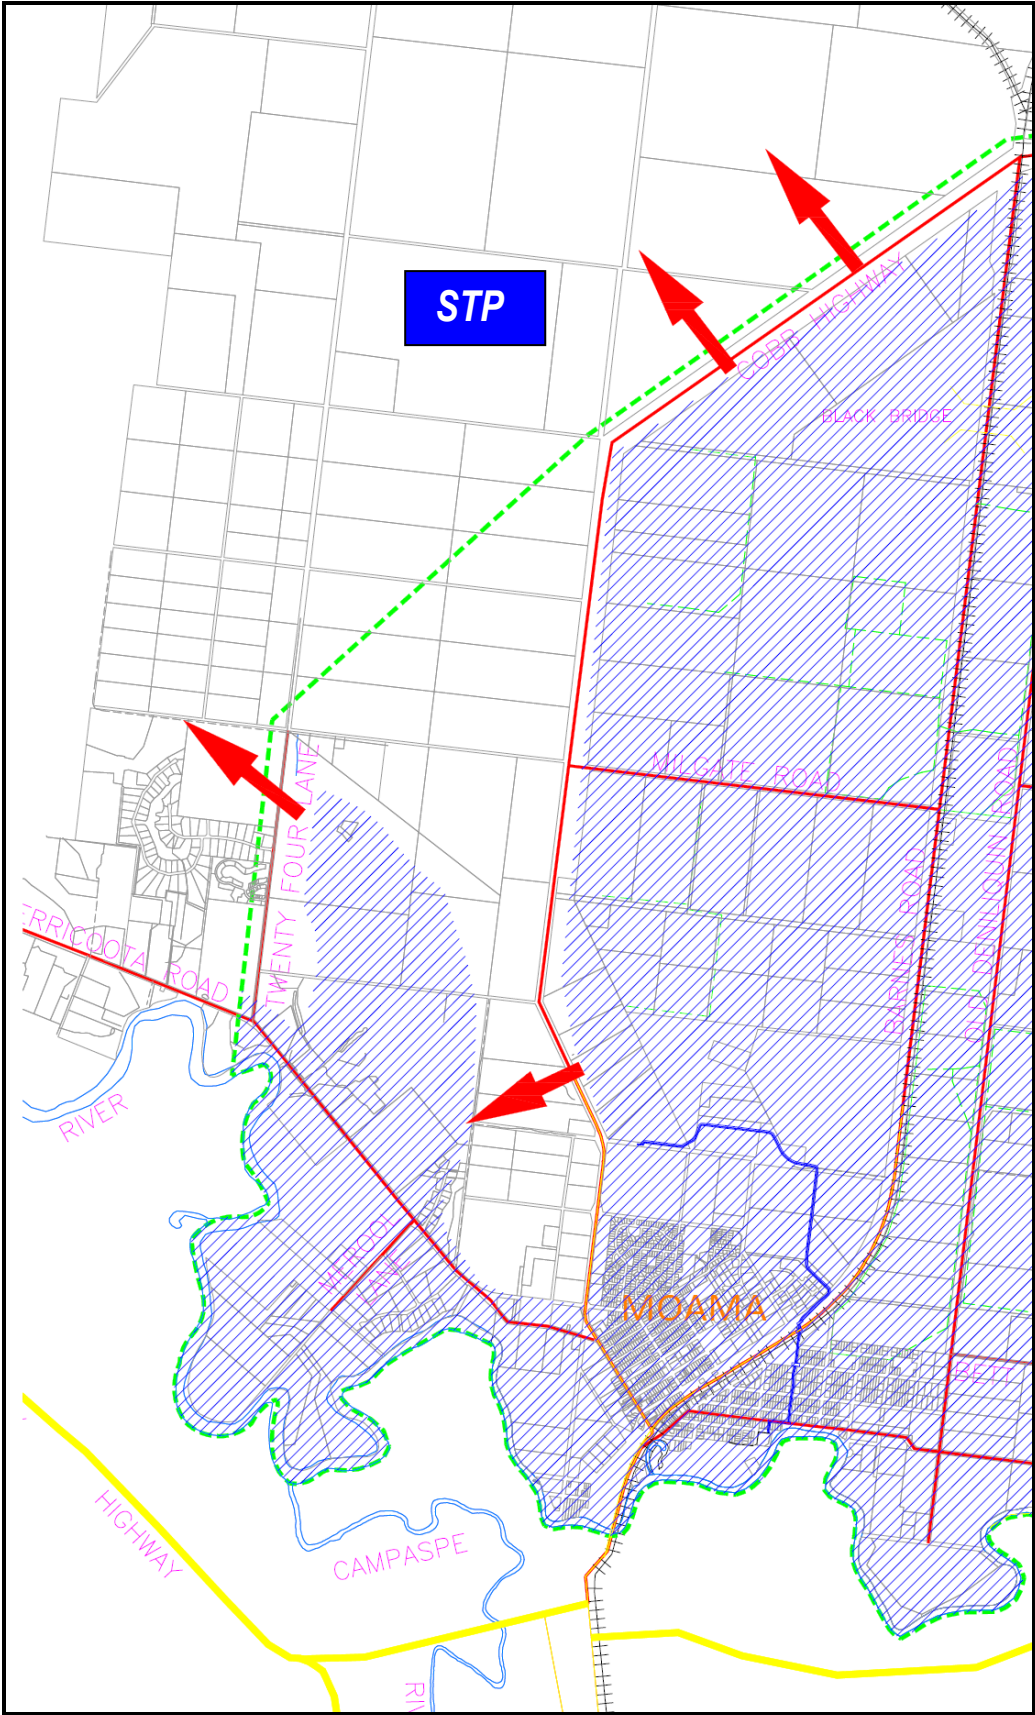 STP
COBB HIGHWAY
BLACK BRIDGE
MILGATE ROAD
TWENTY FOUR LANE
ERRICOOTA ROAD
BARNES ROAD
OLD DENILIQUIN ROAD
RIVER
MEROOL
LANE
MOAMA
HIGHWAY
CAMPASPE